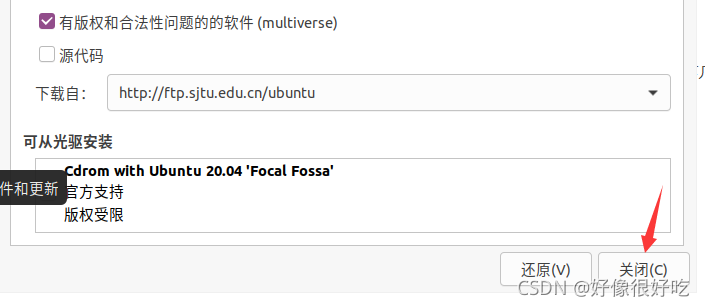 有版权和合法性问题的的软件 (multiverse)
源代码
下载自：
http://ftp.sjtu.edu.cn/ubuntu
可从光驱安装
Cdrom with Ubuntu 20.04 'Focal Fossa'
件和更新
官方支持
版权受限
还原(V)
关闭(C)
CSDN @好像很好吃